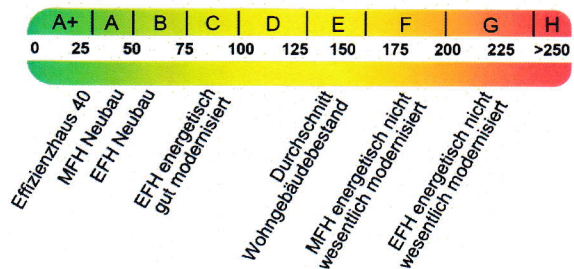 A+ A B C D E F G H
0 25 50 75 100 125 150 175 200 225 >250
Effizienzhaus 40
MFH Neubau
EFH Neubau
EFH energetisch
gut modernisiert
Durchschnitt
Wohngebäudebestand
MFH energetisch nicht
wesentlich modernisiert
EFH energetisch nicht
wesentlich modernisiert